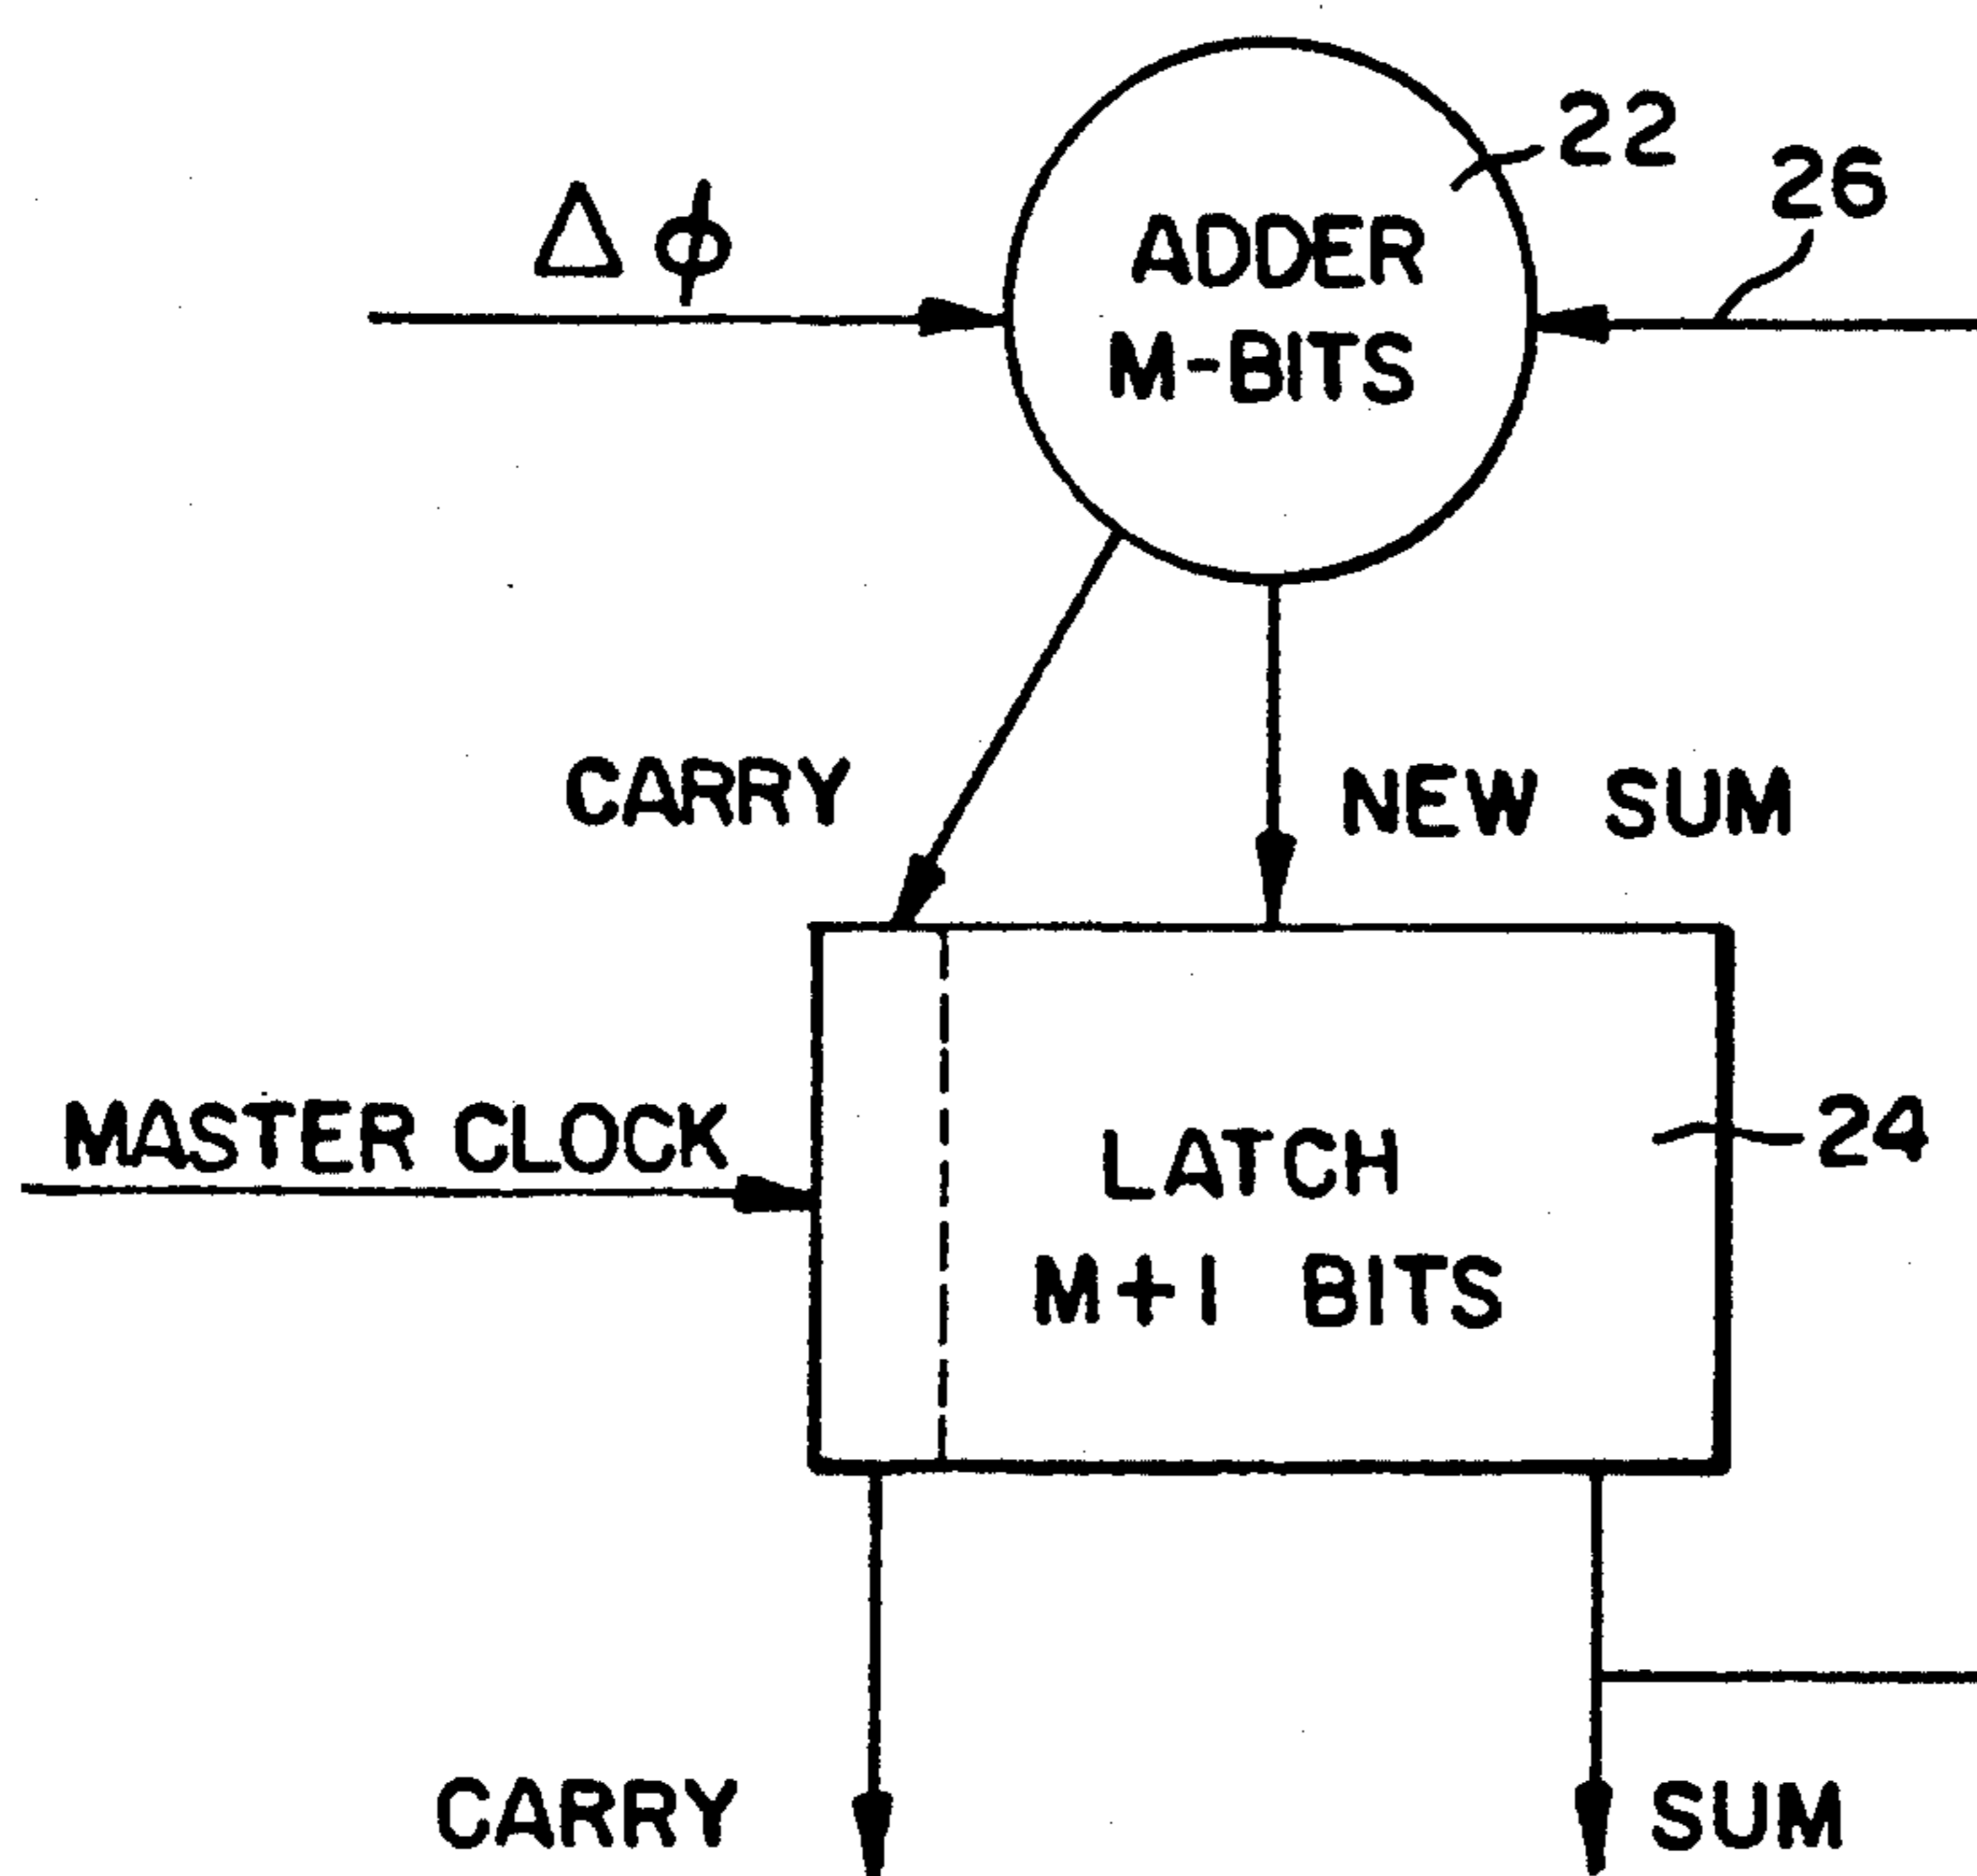 22
26
Δϕ
ADDER
M-BITS
CARRY
NEW SUM
MASTER CLOCK
24
LATCH
M+1 BITS
CARRY
SUM